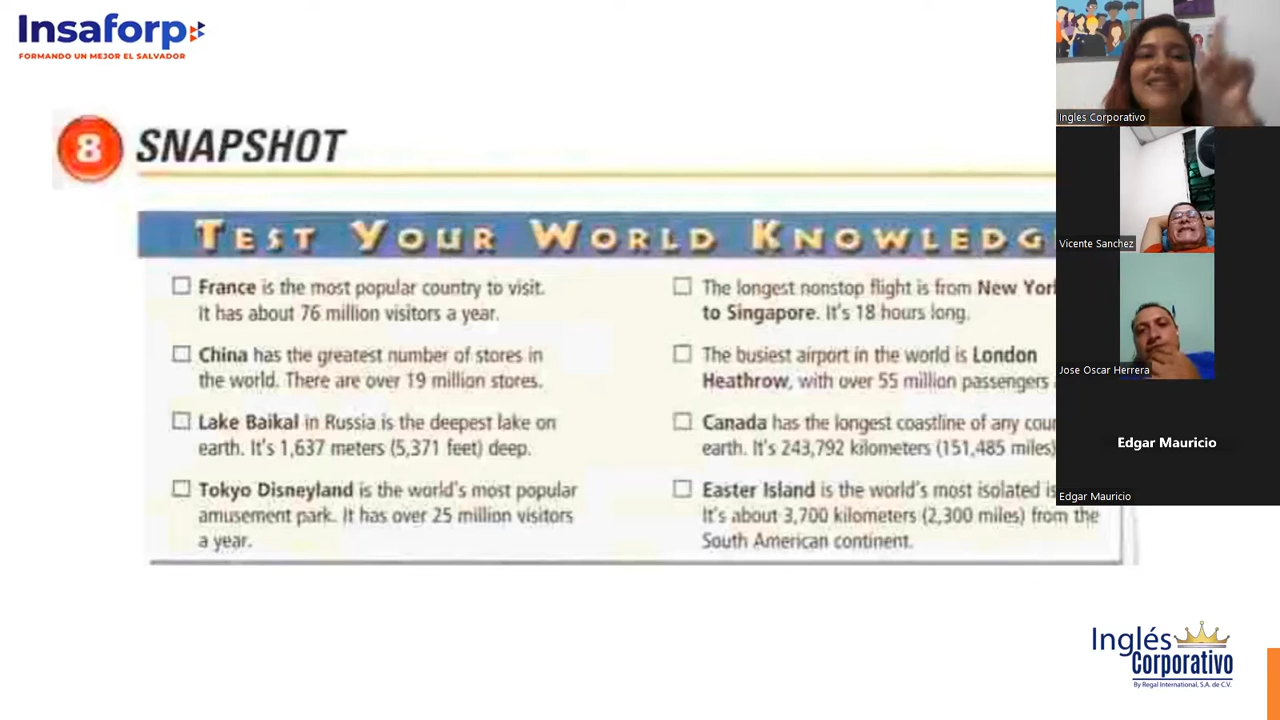 Insaforp
FORMANDO UN MEJOR EL SALVADOR
8 SNAPSHOT
TEST YOUR WORLD KNOWLEDG
France is the most popular country to visit.
It has about 76 million visitors a year.
China has the greatest number of stores in
the world. There are over 19 million stores.
Lake Baikal in Russia is the deepest lake on
earth. It's 1,637 meters (5,371 feet) deep.
Tokyo Disneyland is the world's most popular
amusement park. It has over 25 million visitors
a year.
The longest nonstop flight is from New Yor
to Singapore. It's 18 hours long.
The busiest airport in the world is London
Heathrow, with over 55 million passengers
Canada has the longest coastline of any cou
earth. It's 243,792 kilometers (151,485 miles)
Easter Island is the world's most isolated is
It's about 3,700 kilometers (2,300 miles) from the
South American continent.
Ingles Corporativo
Vicente Sanchez
Jose Oscar Herrera
Edgar Mauricio
Edgar Mauricio
Inglés
Corporativo
By Regal International, S.A. de C.V.